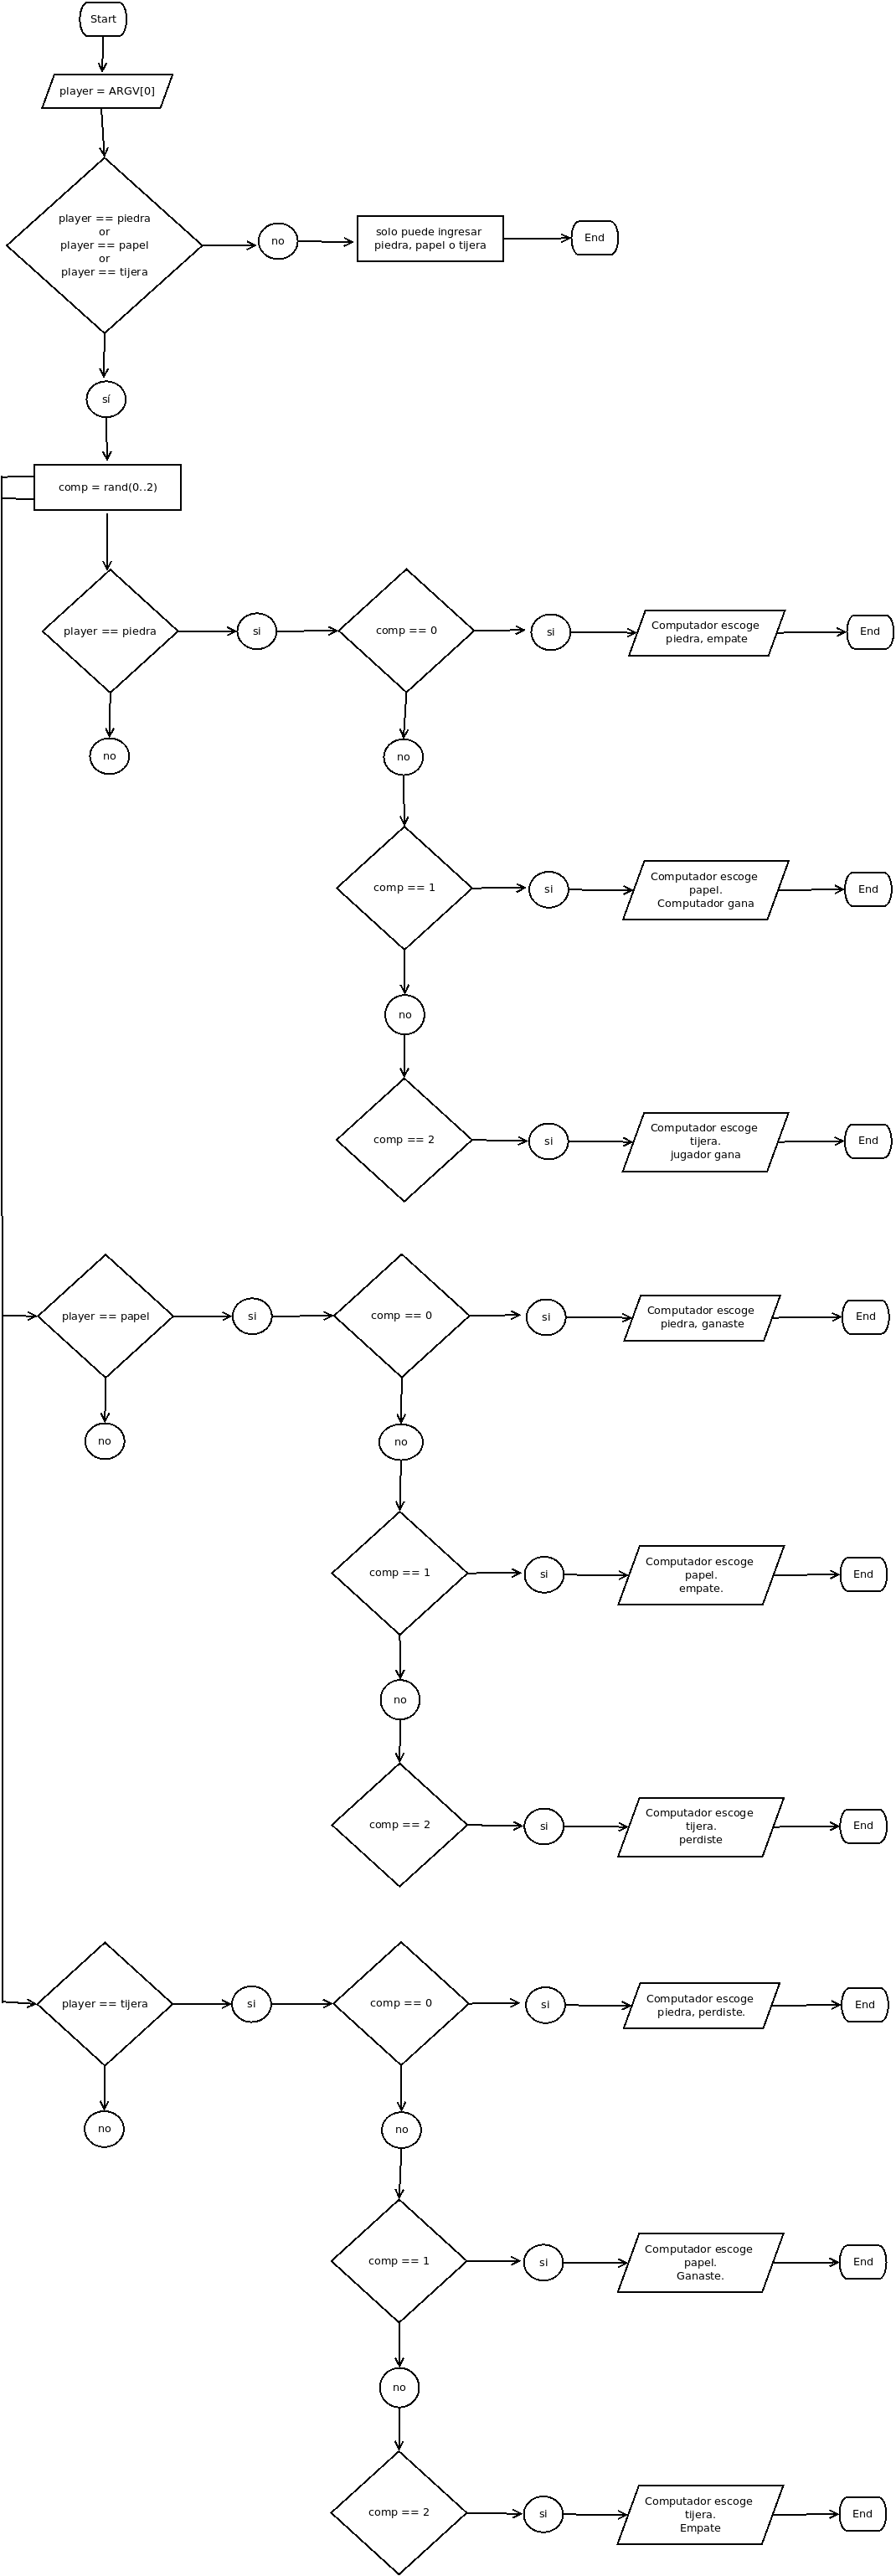 Start
player = ARGV[0]
player == piedra
or
player == papel
or
player == tijera
no
solo puede ingresar
piedra, papel o tijera
End
sí
comp = rand(0..2)
player == piedra
si
comp == 0
si
Computador escoge
piedra, empate
End
no
no
comp == 1
si
Computador escoge
papel.
Computador gana
End
no
comp == 2
si
Computador escoge
tijera.
jugador gana
End
player == papel
si
comp == 0
si
Computador escoge
piedra, ganaste
End
no
no
comp == 1
si
Computador escoge
papel.
empate.
End
no
comp == 2
si
Computador escoge
tijera.
perdiste
End
player == tijera
si
comp == 0
si
Computador escoge
piedra, perdiste.
End
no
no
comp == 1
si
Computador escoge
papel.
Ganaste.
End
no
comp == 2
si
Computador escoge
tijera.
Empate
End